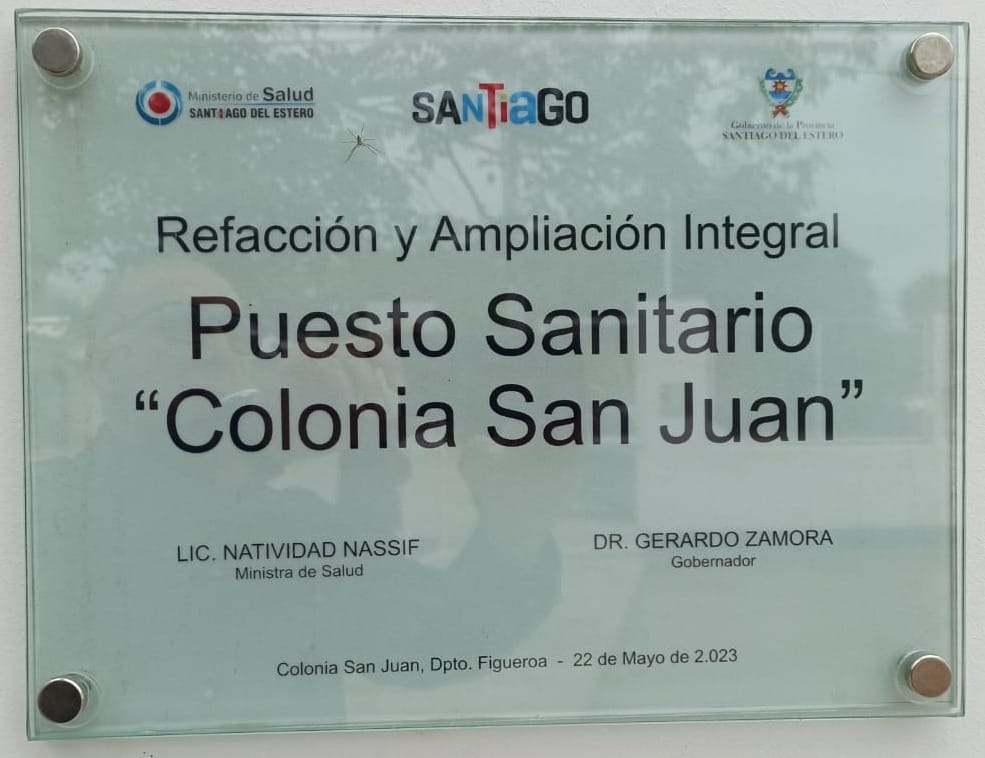 Ministerio de Salud
SANTIAGO DEL ESTERO
SANTiaGO
Gobierno de la Provincia
SANTIAGO DEL ESTERO
Refacción y Ampliación Integral
Puesto Sanitario
“Colonia San Juan”
LIC. NATIVIDAD NASSIF
Ministra de Salud
DR. GERARDO ZAMORA
Gobernador
Colonia San Juan, Dpto. Figueroa - 22 de Mayo de 2.023